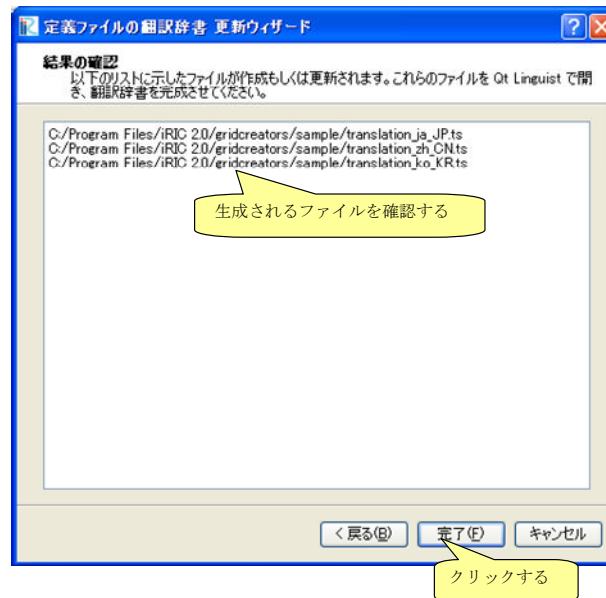 定義ファイルの翻訳辞書 更新ウィザード
結果の確認
以下のリストに示したファイルが作成もしくは更新されます。これらのファイルを Qt Linguist で開
き、翻訳辞書を完成させてください。
C:/Program Files/iRIC 2.0/gridcreators/sample/translation_ja_JP.ts
C:/Program Files/iRIC 2.0/gridcreators/sample/translation_zh_CN.ts
C:/Program Files/iRIC 2.0/gridcreators/sample/translation_ko_KR.ts
生成されるファイルを確認する
< 戻る(B) 完了(F) キャンセル
クリックする